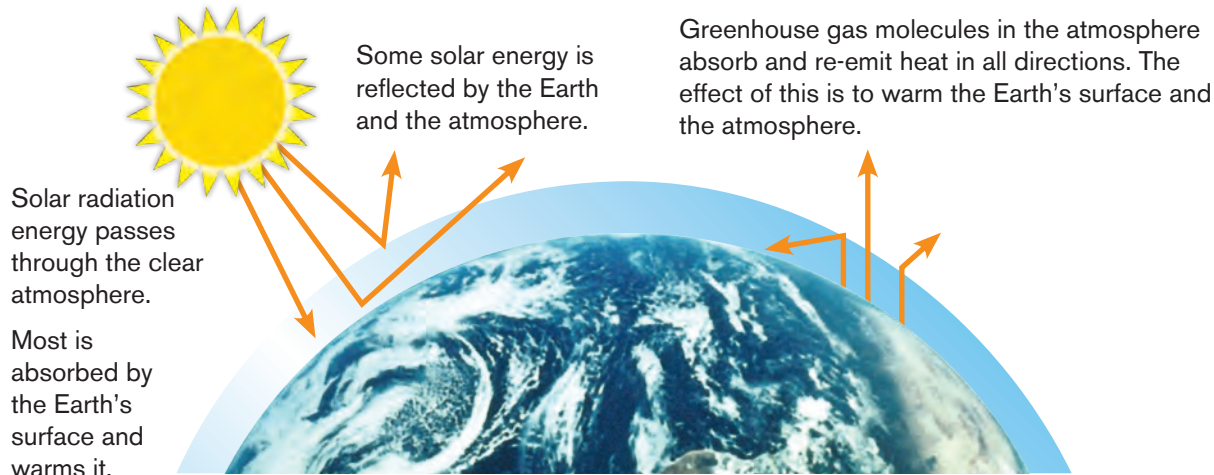 Some solar energy is
reflected by the Earth
and the atmosphere.
Greenhouse gas molecules in the atmosphere
absorb and re-emit heat in all directions. The
effect of this is to warm the Earth's surface and
the atmosphere.
Solar radiation
energy passes
through the clear
atmosphere.
Most is
absorbed by
the Earth's
surface and
warms it.